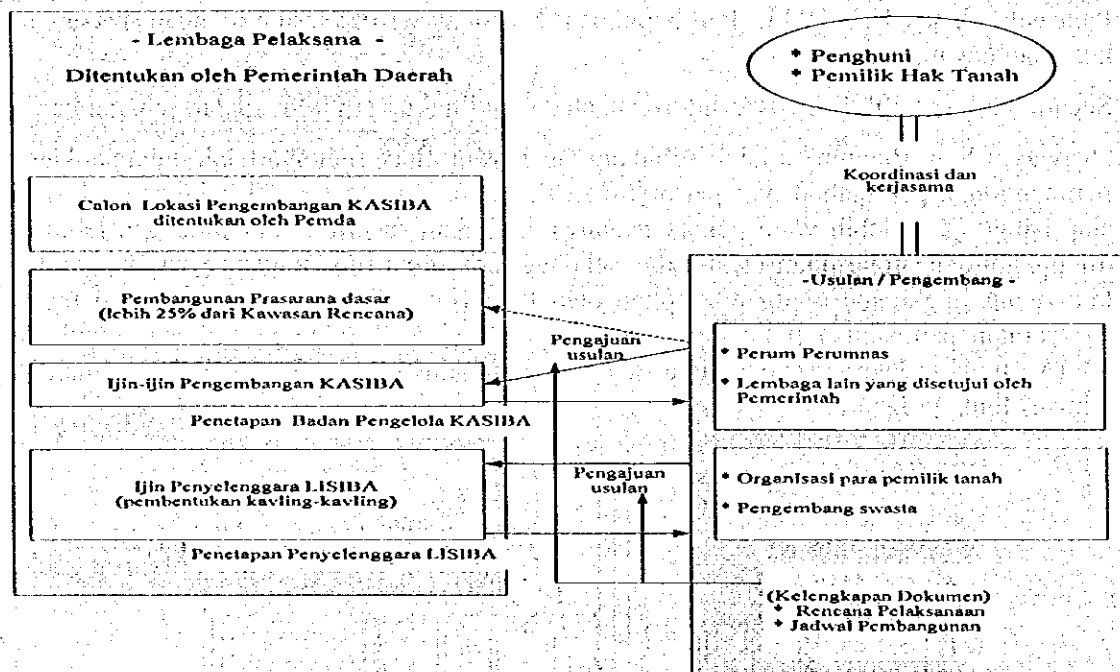 - Lembaga Pelaksana -
Ditentukan oleh Pemerintah Daerah
Calon Lokasi Pengembangan KASIBA
ditentukan oleh Pemda
Pembangunan Prasarana dasar
(lebih 25% dari Kawasan Rencana)
Ijin-ijin Pengembangan KASIBA
Penetapan Badan Pengelola KASIBA
Ijin Penyelenggara LISIBA
(pembentukan kavling-kavling)
Penetapan Penyelenggara LISIBA
Pengajuan
usulan
Pengajuan
usulan
* Penghuni
* Pemilik Hak Tanah
Koordinasi dan
kerjasama
-Usulan / Pengembang -
* Perum Perumnas
* Lembaga lain yang disetujui oleh
Pemerintah
* Organisasi para pemilik tanah
* Pengembang swasta
(Kelengkapan Dokumen)
* Rencana Pelaksanaan
* Jadwal Pembangunan